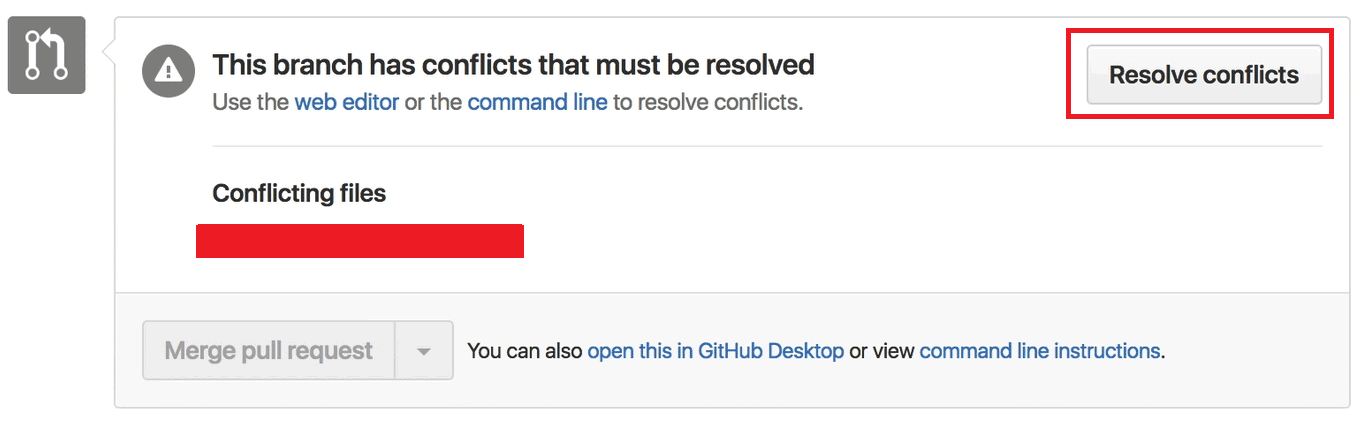 This branch has conflicts that must be resolved
Resolve conflicts
Use the web editor or the command line to resolve conflicts.
Conflicting files
Merge pull request
You can also open this in GitHub Desktop or view command line instructions.